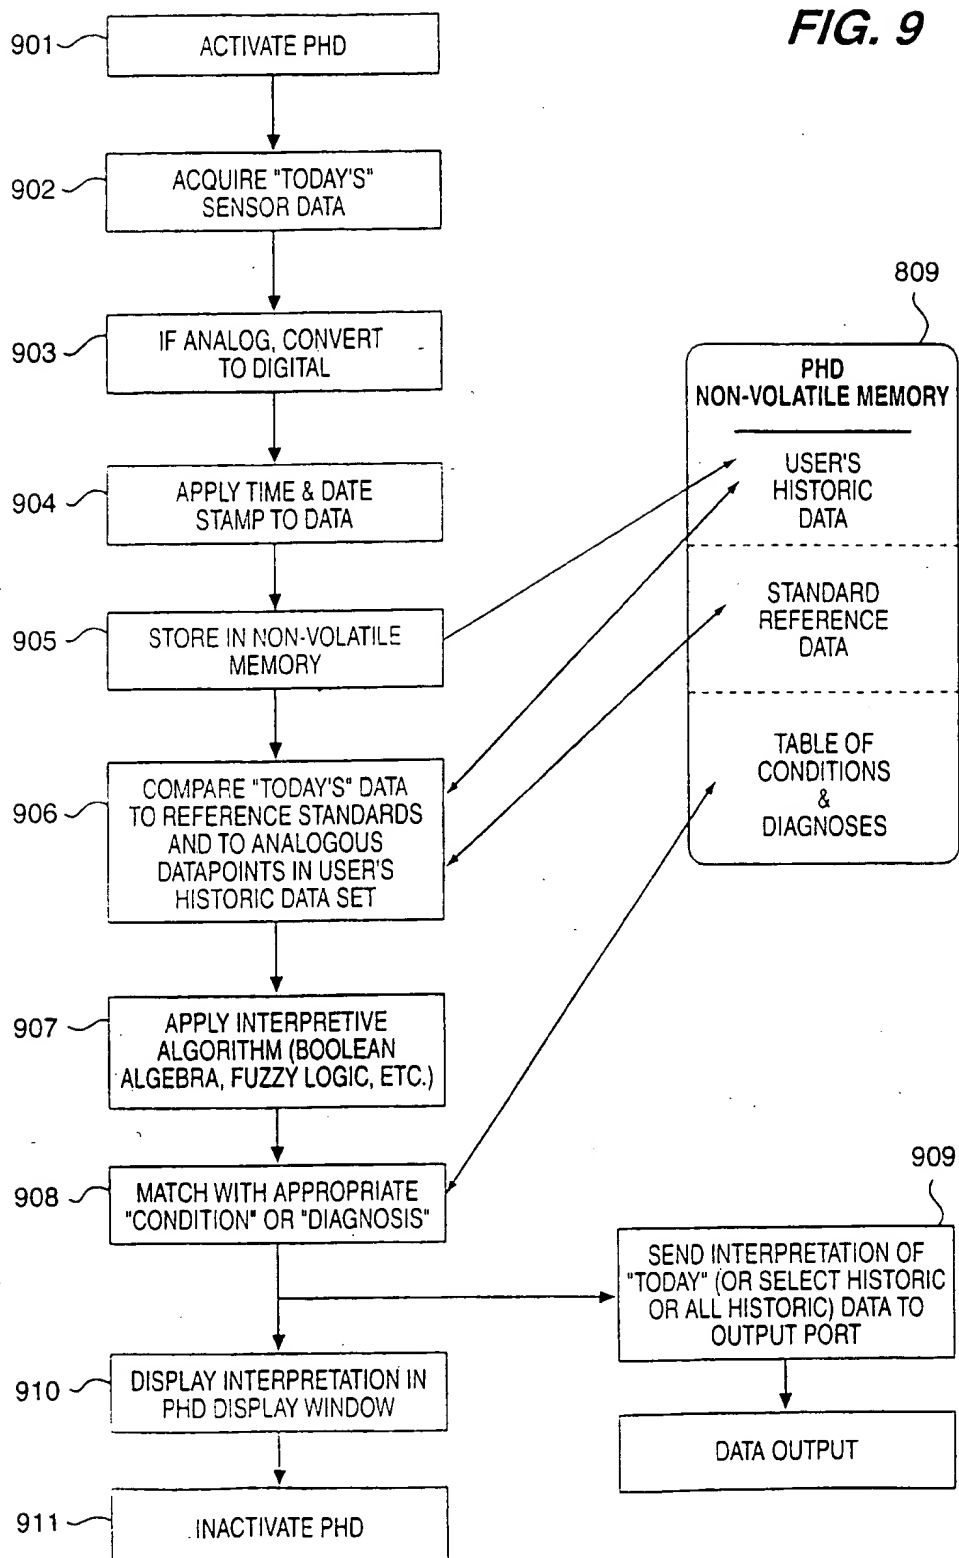 FIG. 9
901
ACTIVATE PHD
902
ACQUIRE "TODAY'S"
SENSOR DATA
903
IF ANALOG, CONVERT
TO DIGITAL
904
APPLY TIME & DATE
STAMP TO DATA
905
STORE IN NON-VOLATILE
MEMORY
906
COMPARE "TODAY'S" DATA
TO REFERENCE STANDARDS
AND TO ANALOGOUS
DATAPOINTS IN USER'S
HISTORIC DATA SET
907
APPLY INTERPRETIVE
ALGORITHM (BOOLEAN
ALGEBRA, FUZZY LOGIC, ETC.)
908
MATCH WITH APPROPRIATE
"CONDITION" OR "DIAGNOSIS"
910
DISPLAY INTERPRETATION IN
PHD DISPLAY WINDOW
911
INACTIVATE PHD
809
PHD
NON-VOLATILE MEMORY
USER'S
HISTORIC
DATA
STANDARD
REFERENCE
DATA
TABLE OF
CONDITIONS
&
DIAGNOSES
909
SEND INTERPRETATION OF
"TODAY" (OR SELECT HISTORIC
OR ALL HISTORIC) DATA TO
OUTPUT PORT
DATA OUTPUT